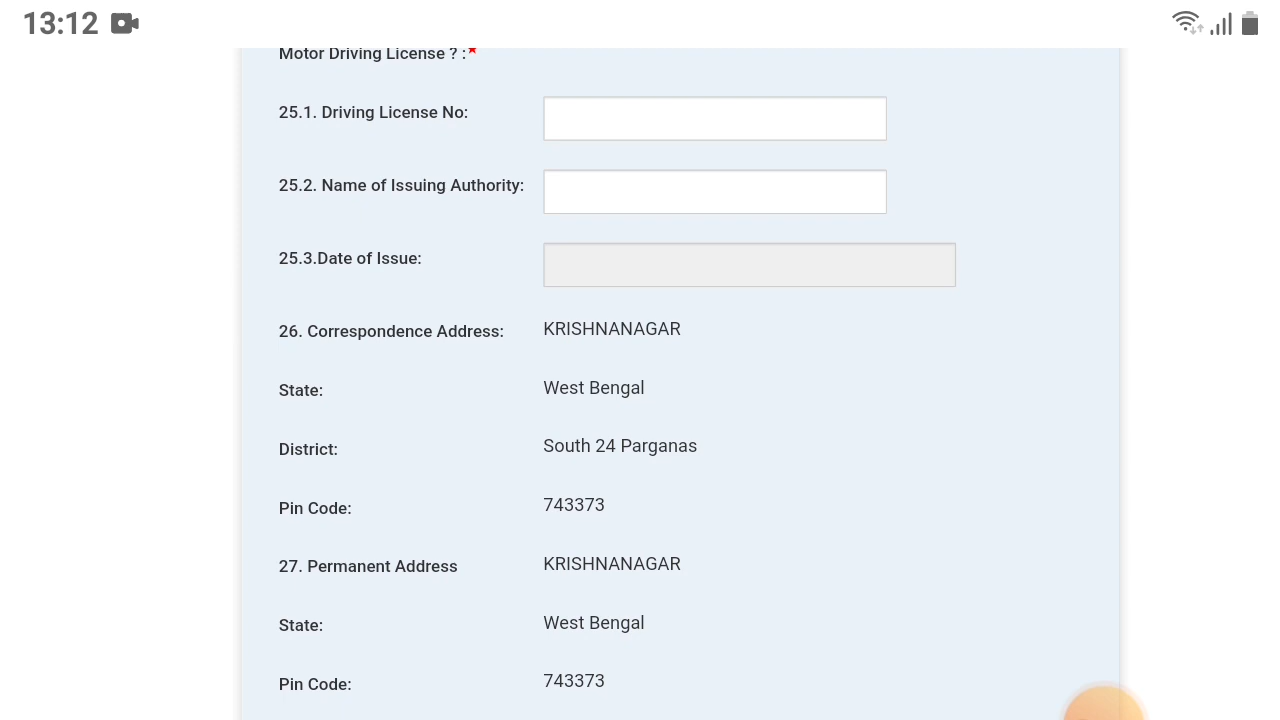 13:12
Motor Driving License ? :*
25.1. Driving License No:
25.2. Name of Issuing Authority:
25.3.Date of Issue:
26. Correspondence Address: KRISHNANAGAR
State: West Bengal
District: South 24 Parganas
Pin Code: 743373
27. Permanent Address KRISHNANAGAR
State: West Bengal
Pin Code: 743373